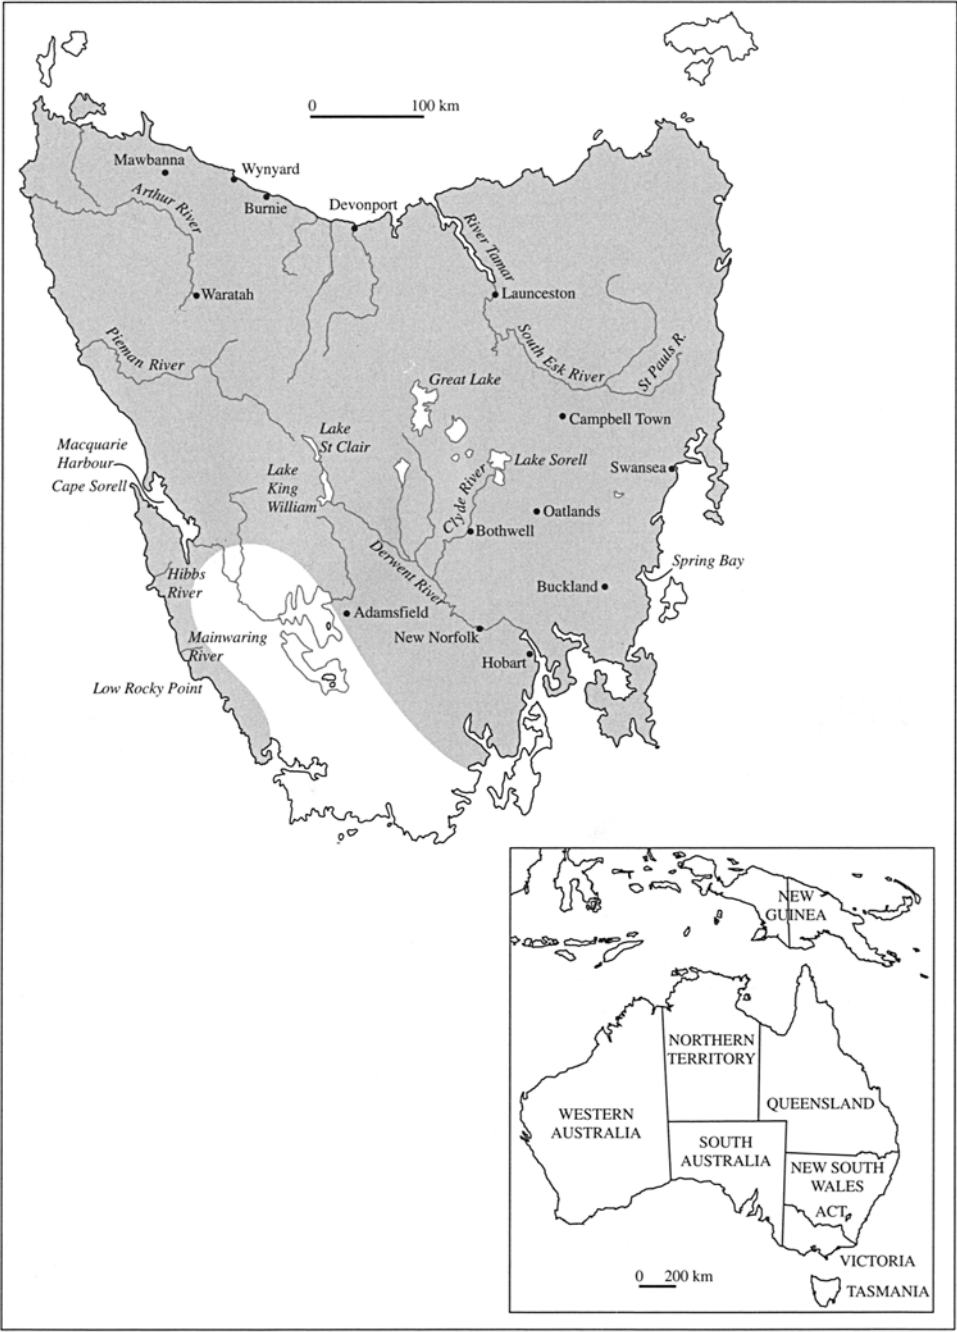 0 100 km
Mawbanna
Wynyard
Arthur River
Burnie
Devonport
River Tamar
Waratah
Launceston
Pieman River
South Esk River
St Pauls R.
Great Lake
Campbell Town
Lake
St Clair
Macquarie
Harbour
Cape Sorell
Lake
King
William
Clyde River
Lake Sorell
Swansea
Oatlands
Bothwell
Derwent River
Spring Bay
Hibbs
River
Buckland
Adamsfield
New Norfolk
Mainwaring
River
Hobart
Low Rocky Point
NEW
GUINEA
NORTHERN
TERRITORY
WESTERN
AUSTRALIA
QUEENSLAND
SOUTH
AUSTRALIA
NEW SOUTH
WALES
ACT
VICTORIA
0 200 km
TASMANIA